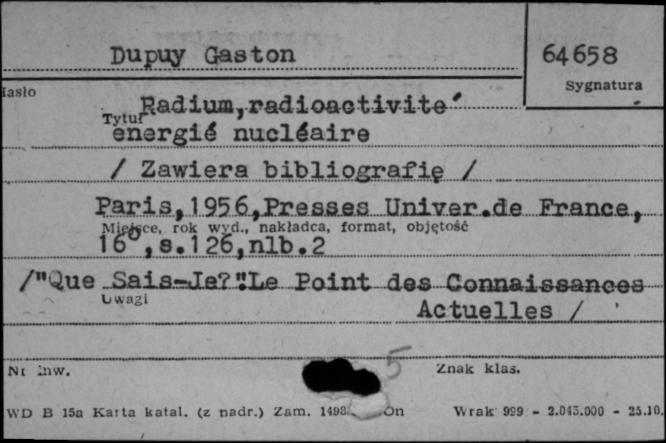 Dupuy Gaston
64658
Hasło
Sygnatura
Radium,radioactivite´
Tytuł
energié nucléaire
/ Zawiera bibliografię /
Paris,1956,Presses Univer.de France,
Miejsce, rok wyd., nakładca, format, objętość
16°,s.126,nlb.2
/"Que Sais-Je?".Le Point des Connaissances
Uwagi
Actuelles /
5
Nr inw.
Znak klas.
WD B 15a Karta katal. (z nadr.) Zam. 1498 On Wrak 999 - 2.045.000 - 25.10.